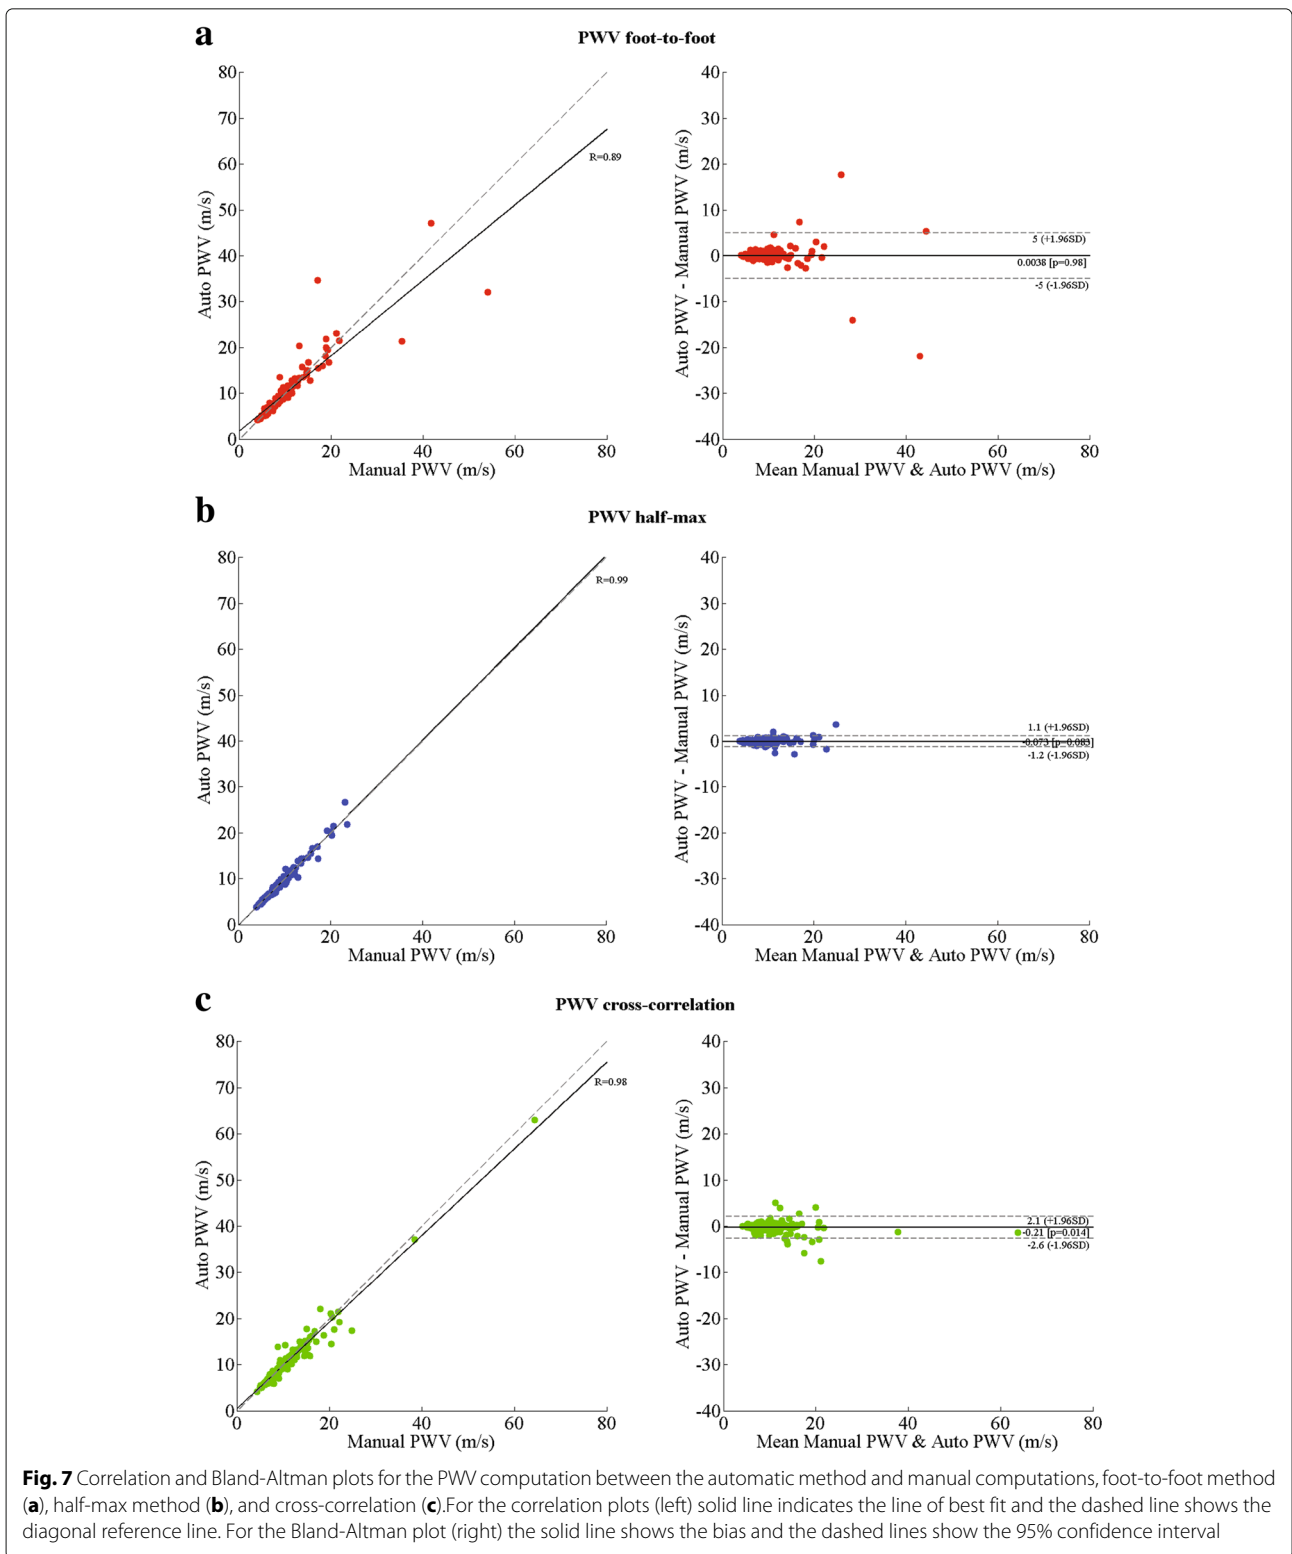 a
PWV foot-to-foot
80
70
60
50
40
30
20
10
0
0
20
40
60
80
Auto PWV (m/s)
Manual PWV (m/s)
R=0.89
40
30
20
10
0
-10
-20
-30
-40
0
20
40
60
80
Auto PWV - Manual PWV (m/s)
Mean Manual PWV & Auto PWV (m/s)
5 (+1.96SD)
0.0038 [p=0.98]
-5 (-1.96SD)
b
PWV half-max
80
70
60
50
40
30
20
10
0
0
20
40
60
80
Auto PWV (m/s)
Manual PWV (m/s)
R=0.99
40
30
20
10
0
-10
-20
-30
-40
0
20
40
60
80
Auto PWV - Manual PWV (m/s)
Mean Manual PWV & Auto PWV (m/s)
1.1 (+1.96SD)
-0.073 [p=0.083]
-1.2 (-1.96SD)
c
PWV cross-correlation
80
70
60
50
40
30
20
10
0
0
20
40
60
80
Auto PWV (m/s)
Manual PWV (m/s)
R=0.98
40
30
20
10
0
-10
-20
-30
-40
0
20
40
60
80
Auto PWV - Manual PWV (m/s)
Mean Manual PWV & Auto PWV (m/s)
2.1 (+1.96SD)
-0.21 [p=0.014]
-2.6 (-1.96SD)
Fig. 7 Correlation and Bland-Altman plots for the PWV computation between the automatic method and manual computations, foot-to-foot method
(a), half-max method (b), and cross-correlation (c).For the correlation plots (left) solid line indicates the line of best fit and the dashed line shows the
diagonal reference line. For the Bland-Altman plot (right) the solid line shows the bias and the dashed lines show the 95% confidence interval